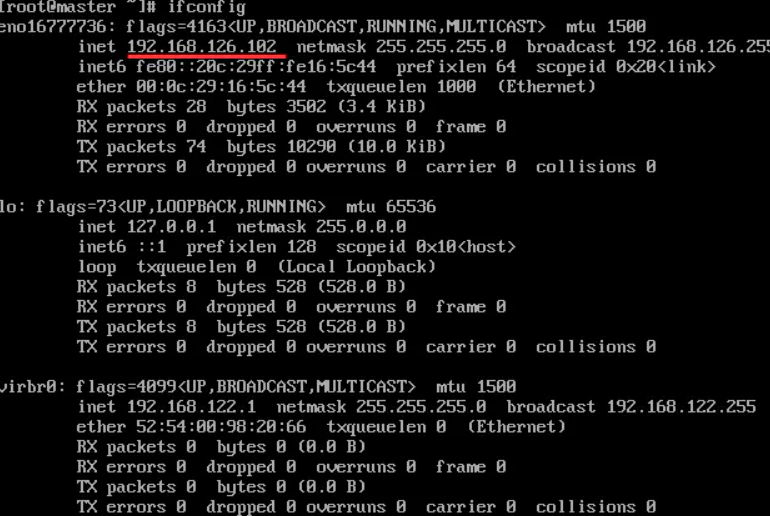 [root@master ~]# ifconfig
eno16777736: flags=4163<UP,BROADCAST,RUNNING,MULTICAST>  mtu 1500
        inet 192.168.126.102  netmask 255.255.255.0  broadcast 192.168.126.255
        inet6 fe80::20c:29ff:fe16:5c44  prefixlen 64  scopeid 0x20<link>
        ether 00:0c:29:16:5c:44  txqueuelen 1000  (Ethernet)
        RX packets 28  bytes 3502 (3.4 KiB)
        RX errors 0  dropped 0  overruns 0  frame 0
        TX packets 74  bytes 10290 (10.0 KiB)
        TX errors 0  dropped 0 overruns 0  carrier 0  collisions 0
lo: flags=73<UP,LOOPBACK,RUNNING>  mtu 65536
        inet 127.0.0.1  netmask 255.0.0.0
        inet6 ::1  prefixlen 128  scopeid 0x10<host>
        loop  txqueuelen 0  (Local Loopback)
        RX packets 8  bytes 528 (528.0 B)
        RX errors 0  dropped 0  overruns 0  frame 0
        TX packets 8  bytes 528 (528.0 B)
        TX errors 0  dropped 0 overruns 0  carrier 0  collisions 0
virbr0: flags=4099<UP,BROADCAST,MULTICAST>  mtu 1500
        inet 192.168.122.1  netmask 255.255.255.0  broadcast 192.168.122.255
        ether 52:54:00:98:20:66  txqueuelen 0  (Ethernet)
        RX packets 0  bytes 0 (0.0 B)
        RX errors 0  dropped 0  overruns 0  frame 0
        TX packets 0  bytes 0 (0.0 B)
        TX errors 0  dropped 0 overruns 0  carrier 0  collisions 0